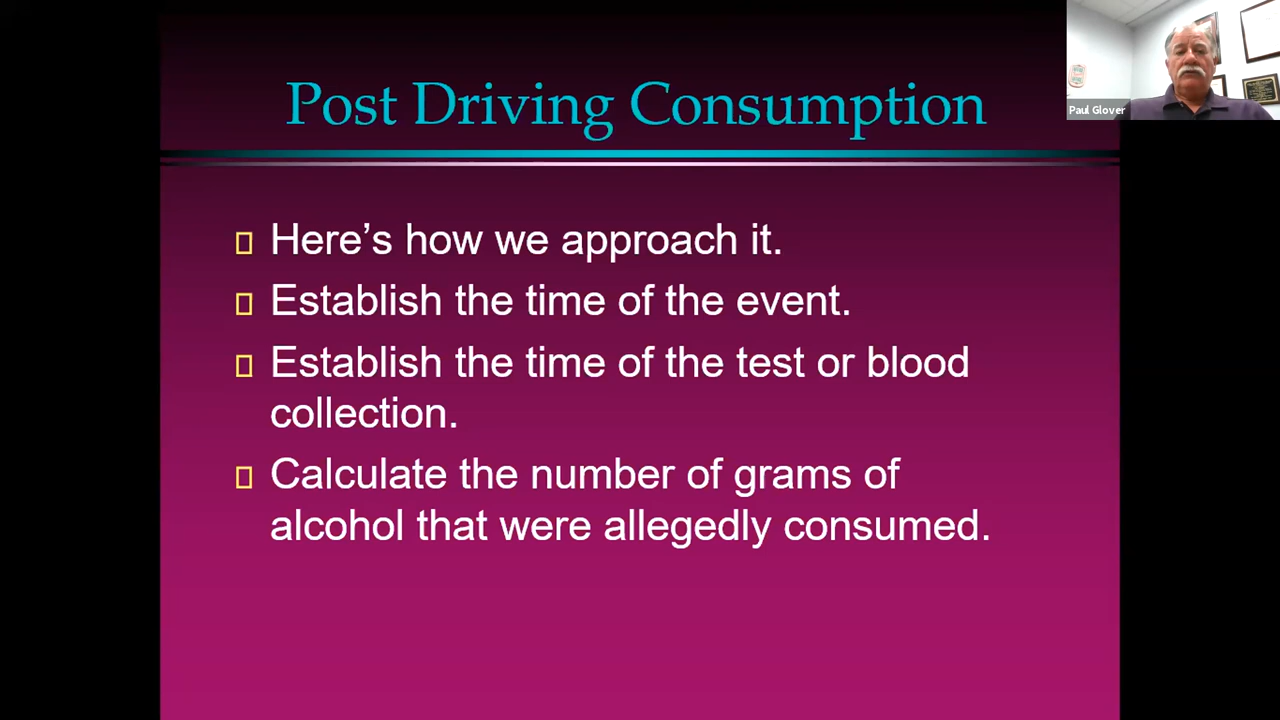 Post Driving Consumption
Paul Glover
Here’s how we approach it.
Establish the time of the event.
Establish the time of the test or blood
collection.
Calculate the number of grams of
alcohol that were allegedly consumed.